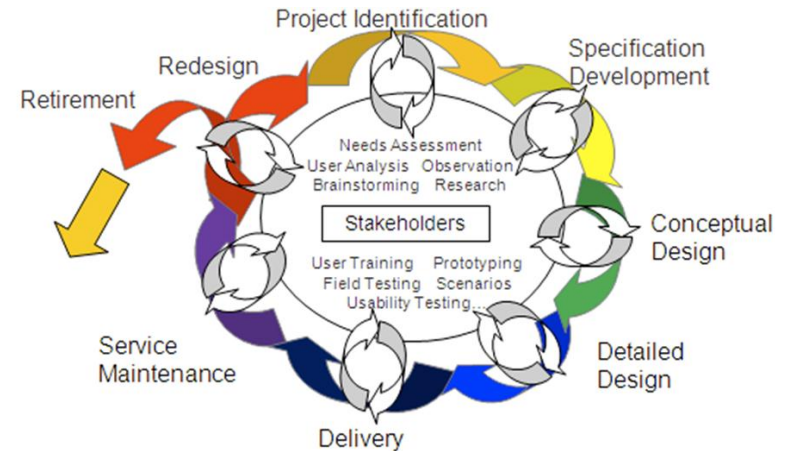 Project Identification
Specification
Development
Conceptual
Design
Detailed
Design
Delivery
Service
Maintenance
Retirement
Redesign
Needs Assessment
User Analysis Observation
Brainstorming Research
Stakeholders
User Training Prototyping
Field Testing Scenarios
Usability Testing...